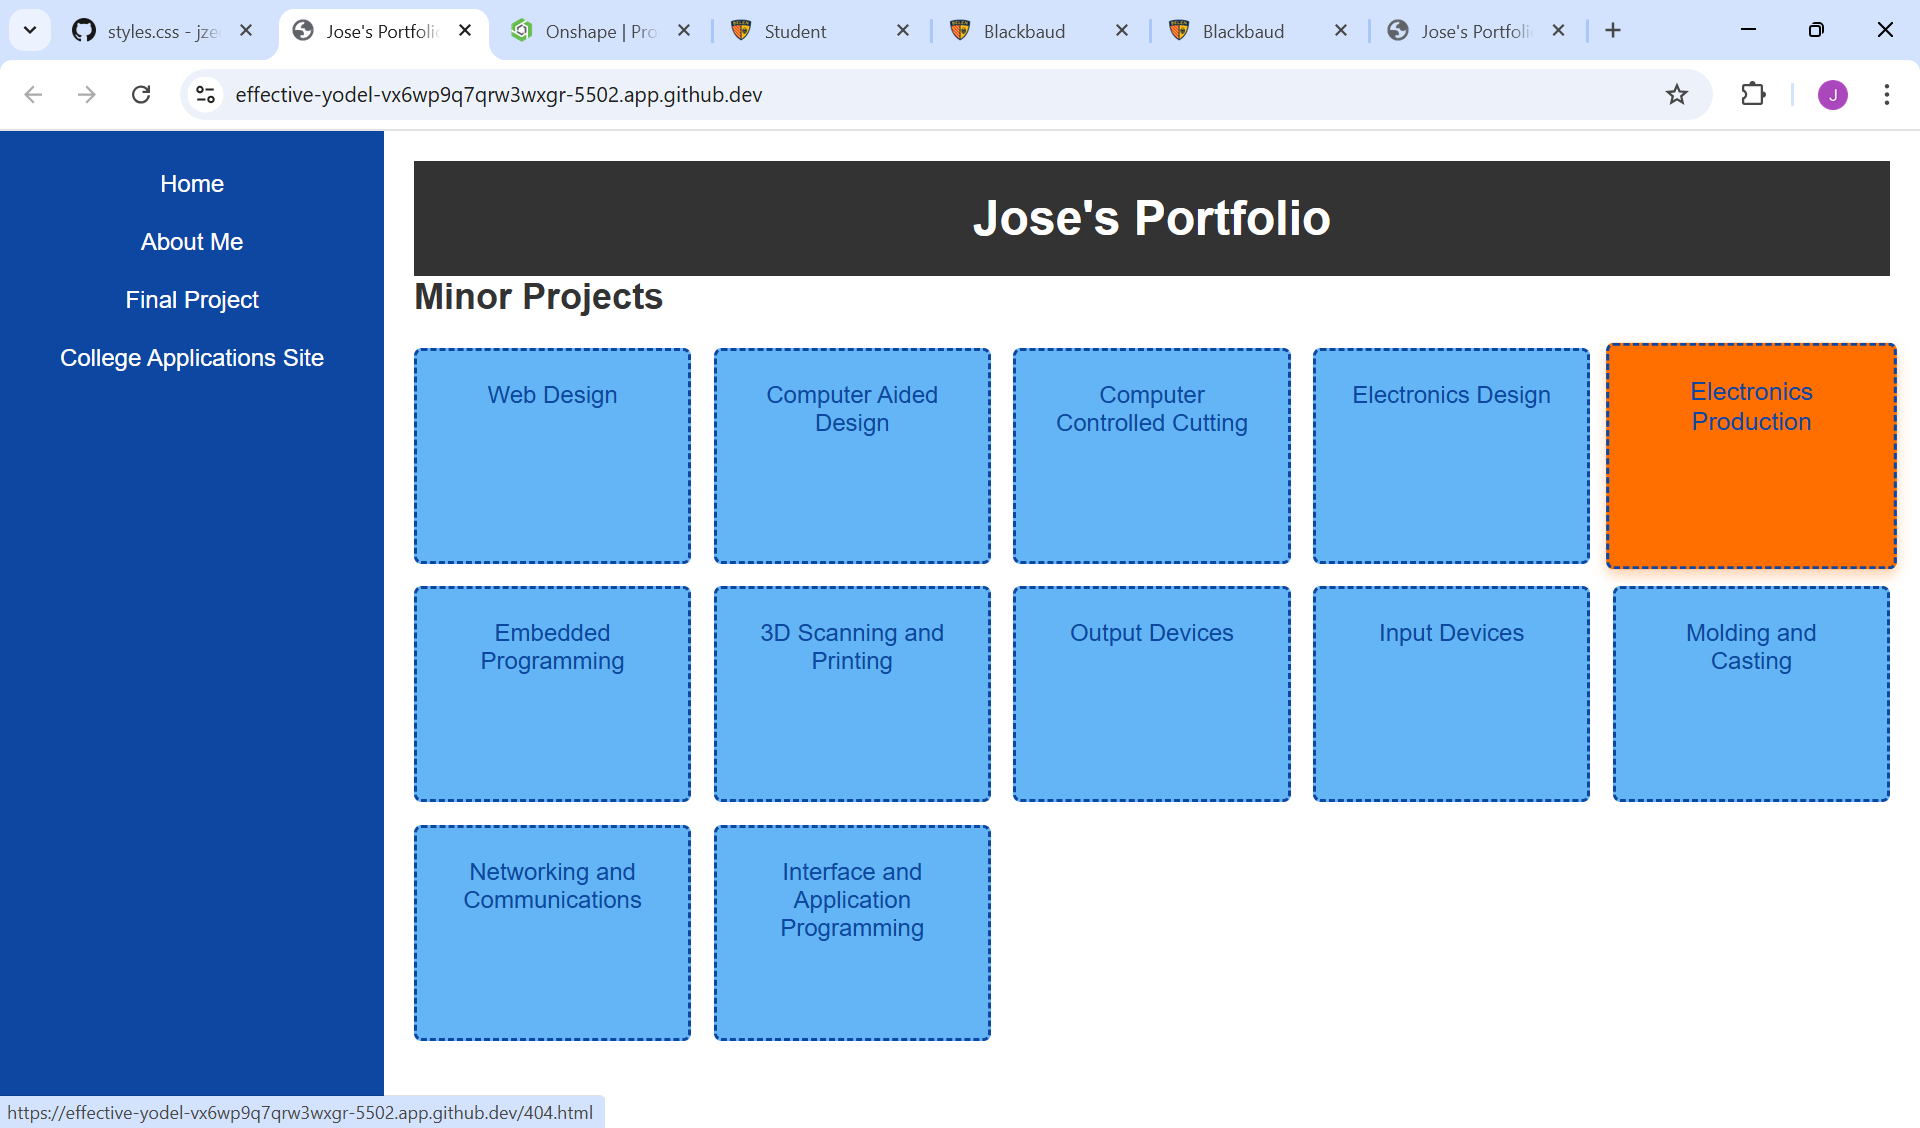 styles.css - jze
Jose's Portfoli
Onshape | Pro
Student
Blackbaud
Blackbaud
Jose's Portfoli
effective-yodel-vx6wp9q7qrw3wxgr-5502.app.github.dev
J
Home
About Me
Final Project
College Applications Site
Jose's Portfolio
Minor Projects
Web Design
Computer Aided
Design
Computer
Controlled Cutting
Electronics Design
Electronics
Production
Embedded
Programming
3D Scanning and
Printing
Output Devices
Input Devices
Molding and
Casting
Networking and
Communications
Interface and
Application
Programming
https://effective-yodel-vx6wp9q7qrw3wxgr-5502.app.github.dev/404.html